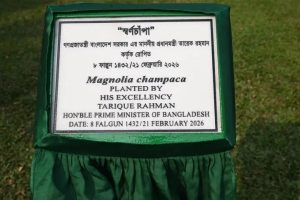 "স্বর্ণচাঁপা"
গণপ্রজাতন্ত্রী বাংলাদেশ সরকার এর মাননীয় প্রধানমন্ত্রী তারেক রহমান
কর্তৃক রোপিত
৮ ফাল্গুন ১৪৩২/২১ ফেব্রুয়ারি ২০২৬
Magnolia champaca
PLANTED BY
HIS EXCELLENCY
TARIQUE RAHMAN
HON'BLE PRIME MINISTER OF BANGLADESH
DATE: 8 FALGUN 1432/21 FEBRUARY 2026